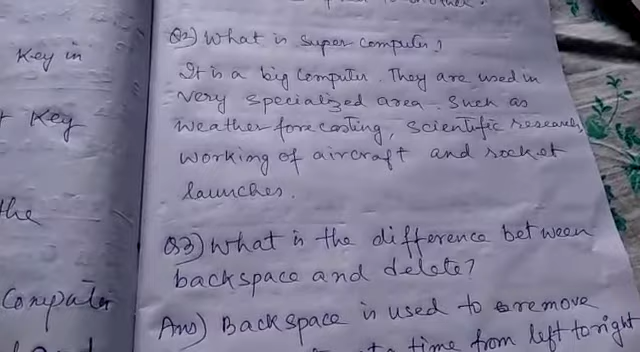 Key in
Key
the
Computer
to another.
Q2) What is super computer?
It is a big computer. They are used in
very specialized area. Such as
weather forecasting, scientific research,
working of aircraft and rocket
launches.
Q3) What is the difference between
backspace and delete?
Ans) Backspace is used to remove
time from left to right